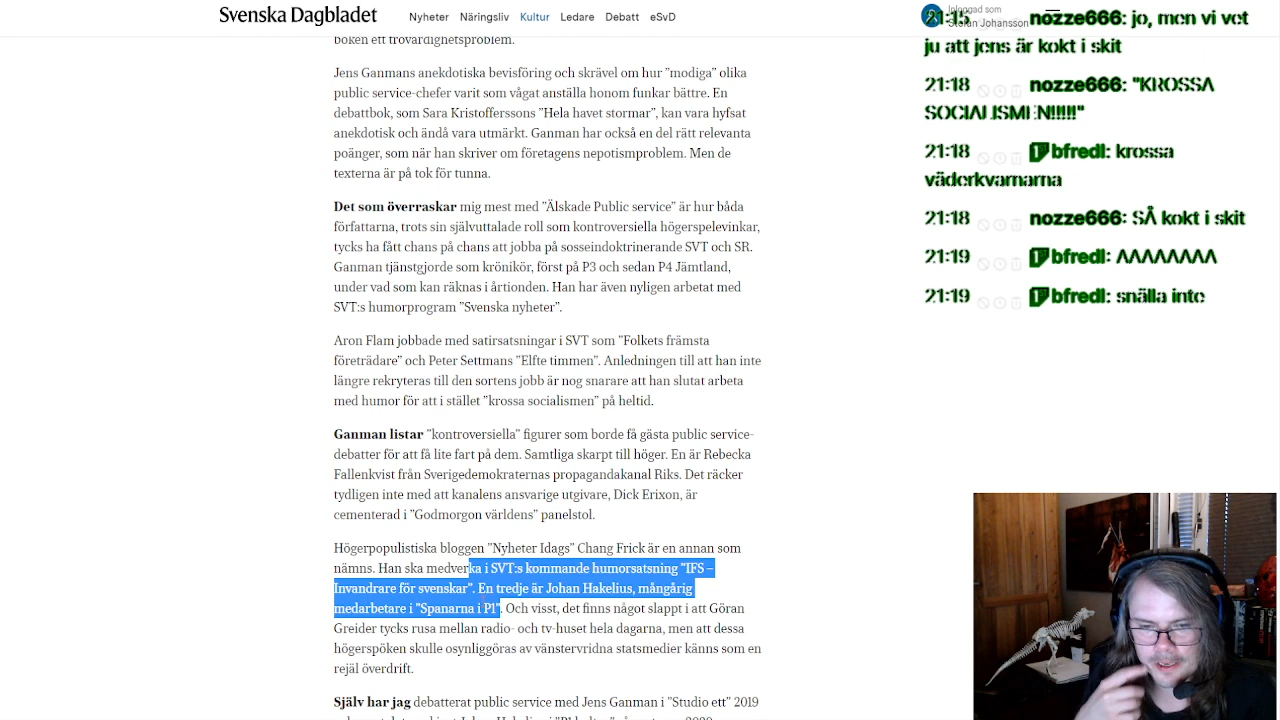 Svenska Dagbladet
Nyheter Näringsliv Kultur Ledare Debatt eSvD
Inloggad som
Stefan Johansson
boken ett trovärdighetsproblem.
Jens Ganmans anekdotiska bevisföring och skrävel om hur ”modiga” olika
public service-chefer varit som vågat anställa honom funkar bättre. En
debattbok, som Sara Kristofferssons ”Hela havet stormar”, kan vara hyfsat
anekdotisk och ändå vara utmärkt. Ganman har också en del rätt relevanta
poänger, som när han skriver om företagens nepotismproblem. Men de
texterna är på tok för tunna.
Det som överraskar mig mest med ”Älskade Public service” är hur båda
författarna, trots sin självuttalade roll som kontroversiella högerspelevinkar,
tycks ha fått chans på chans att jobba på sosseindoktrinerande SVT och SR.
Ganman tjänstgjorde som krönikör, först på P3 och sedan P4 Jämtland,
under vad som kan räknas i årtionden. Han har även nyligen arbetat med
SVT:s humorprogram ”Svenska nyheter”.
Aron Flam jobbade med satirsatsningar i SVT som ”Folkets främsta
företrädare” och Peter Settmans ”Elfte timmen”. Anledningen till att han inte
längre rekryteras till den sortens jobb är nog snarare att han slutat arbeta
med humor för att i stället ”krossa socialismen” på heltid.
Ganman listar ”kontroversiella” figurer som borde få gästa public service-
debatter för att få lite fart på dem. Samtliga skarpt till höger. En är Rebecka
Fallenkvist från Sverigedemokraternas propagandakanal Riks. Det räcker
tydligen inte med att kanalens ansvarige utgivare, Dick Erixon, är
cementerad i ”Godmorgon världens” panelstol.
Högerpopulistiska bloggen ”Nyheter Idags” Chang Frick är en annan som
nämns. Han ska medverka i SVT:s kommande humorsatsning ”IFS –
Invandrare för svenskar”. En tredje är Johan Hakelius, mångårig
medarbetare i ”Spanarna i P1”. Och visst, det finns något slappt i att Göran
Greider tycks rusa mellan radio- och tv-huset hela dagarna, men att dessa
högerspöken skulle osynliggöras av vänstervridna statsmedier känns som en
rejäl överdrift.
Själv har jag debatterat public service med Jens Ganman i ”Studio ett” 2019
21:15 nozze666: jo, men vi vet
ju att jens är kokt i skit
21:18 nozze666: "KROSSA
SOCIALISMEN!!!!!"
21:18 bfredl: krossa
väderkvarnarna
21:18 nozze666: SÅ kokt i skit
21:19 bfredl: ΛΛΛΛΛΛΛΛ
21:19 bfredl: snälla inte